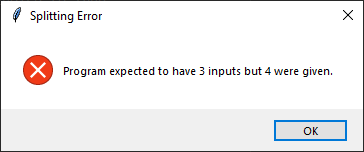 Splitting Error
Program expected to have 3 inputs but 4 were given.
OK